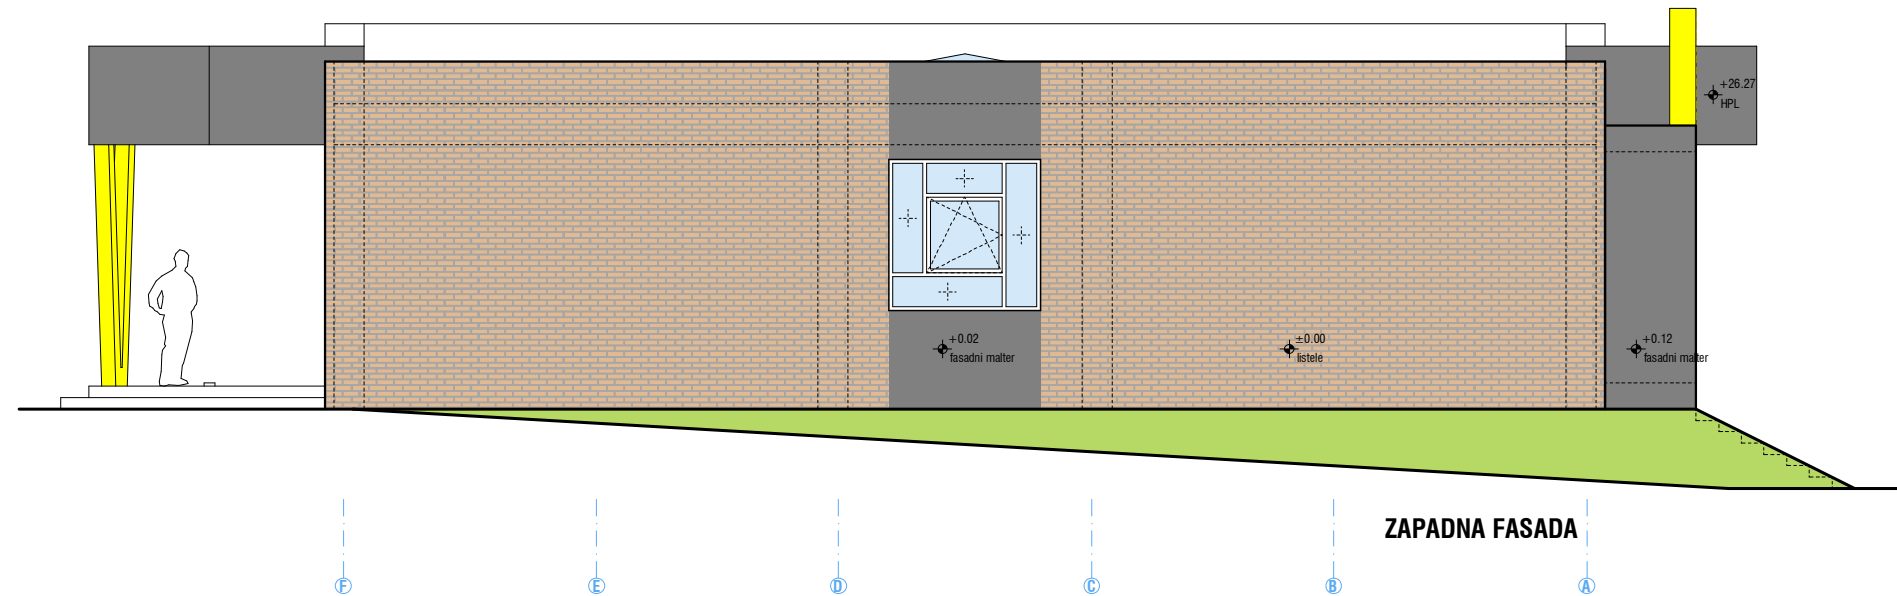 +26.27
HPL
+0.02
fasadni malter
±0.00
listele
+0.12
fasadni malter
ZAPADNA FASADA
F E D C B A